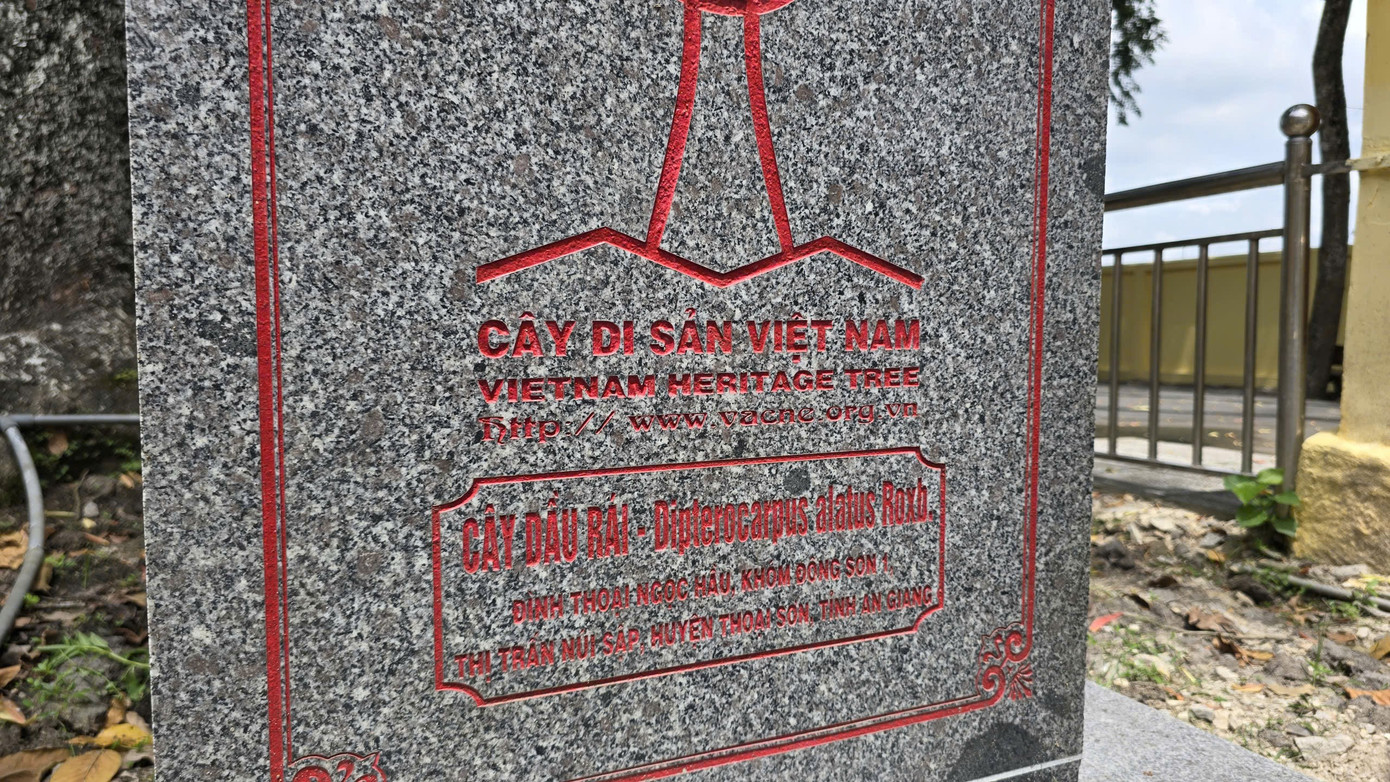 CÂY DI SẢN VIỆT NAM
VIETNAM HERITAGE TREE
http:// www vacne org vn
CÂY DẦU RÁI - Dipterocarpus alatus Roxb.
ĐÌNH THOẠI NGỌC HẦU, KHÓM ĐÔNG SƠN 1,
THỊ TRẤN NÚI SẬP, HUYỆN THOẠI SƠN, TỈNH AN GIANG